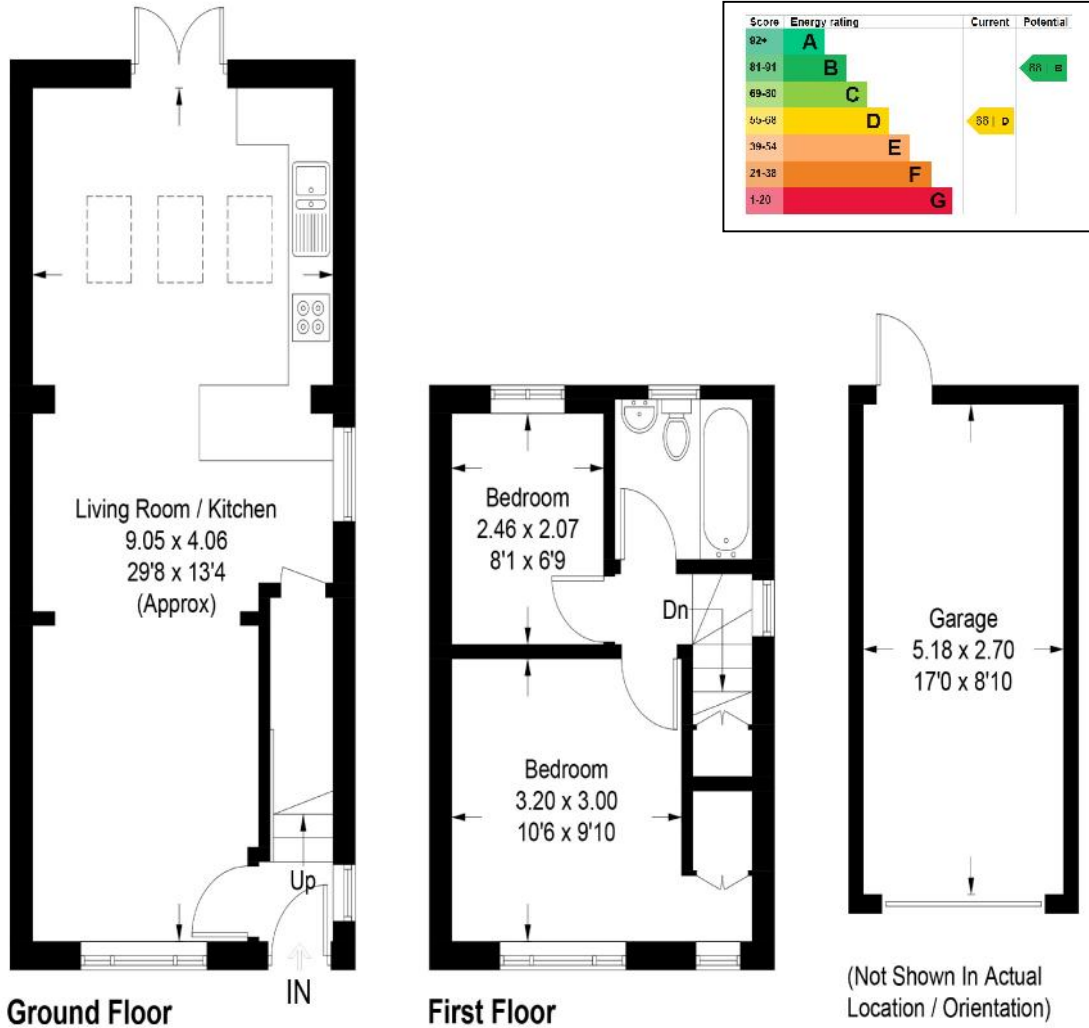 Score Energy rating Current Potential
92+ A
81-91 B
88 | B
69-80 C
55-68 D
66 | D
39-54 E
21-38 F
1-20 G
Living Room / Kitchen
9.05 x 4.06
29'8 x 13'4
(Approx)
Up
IN
Ground Floor
Bedroom
2.46 x 2.07
8'1 x 6'9
Dn
Bedroom
3.20 x 3.00
10'6 x 9'10
First Floor
Garage
5.18 x 2.70
17'0 x 8'10
(Not Shown In Actual
Location / Orientation)